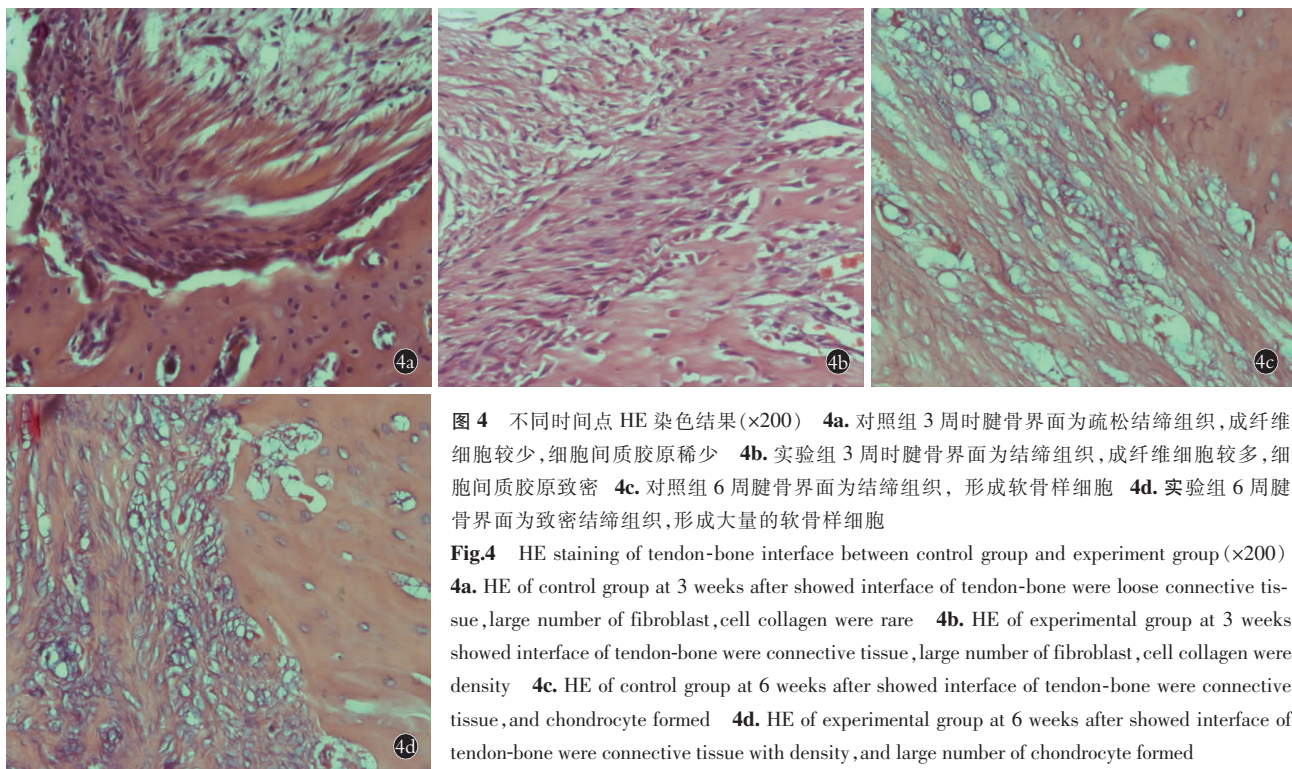 4a
4b
4c
4d
图 4 不同时间点 HE 染色结果(×200) 4a. 对照组 3 周时腱骨界面为疏松结缔组织,成纤维
细胞较少,细胞间质胶原稀少 4b. 实验组 3 周时腱骨界面为结缔组织,成纤维细胞较多,细
胞间质胶原致密 4c. 对照组 6 周腱骨界面为结缔组织, 形成软骨样细胞 4d. 实验组 6 周腱
骨界面为致密结缔组织,形成大量的软骨样细胞
Fig.4 HE staining of tendon-bone interface between control group and experiment group (×200)
4a. HE of control group at 3 weeks after showed interface of tendon-bone were loose connective tis-
sue,large number of fibroblast,cell collagen were rare 4b. HE of experimental group at 3 weeks
showed interface of tendon-bone were connective tissue,large number of fibroblast,cell collagen were
density 4c. HE of control group at 6 weeks after showed interface of tendon-bone were connective
tissue,and chondrocyte formed 4d. HE of experimental group at 6 weeks after showed interface of
tendon-bone were connective tissue with density,and large number of chondrocyte formed